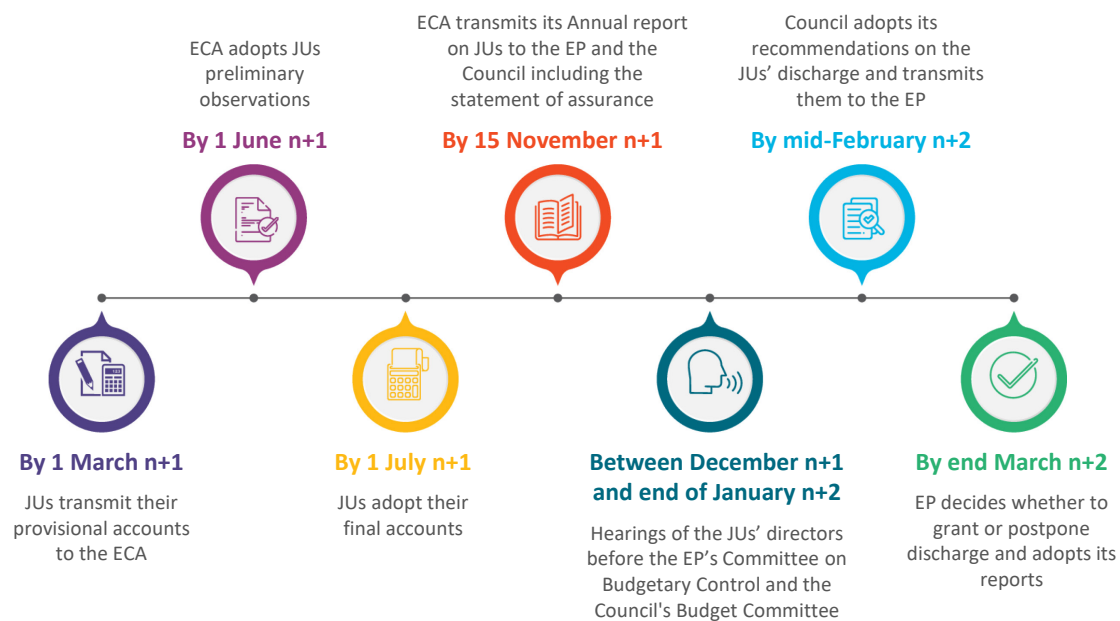 ECA adopts JUs
preliminary
observations
By 1 June n+1
ECA transmits its Annual report
on JUs to the EP and the
Council including the
statement of assurance
By 15 November n+1
Council adopts its
recommendations on the
JUs’ discharge and transmits
them to the EP
By mid-February n+2
By 1 March n+1
JUs transmit their
provisional accounts
to the ECA
By 1 July n+1
JUs adopt their
final accounts
Between December n+1
and end of January n+2
Hearings of the JUs’ directors
before the EP’s Committee on
Budgetary Control and the
Council's Budget Committee
By end March n+2
EP decides whether to
grant or postpone
discharge and adopts its
reports